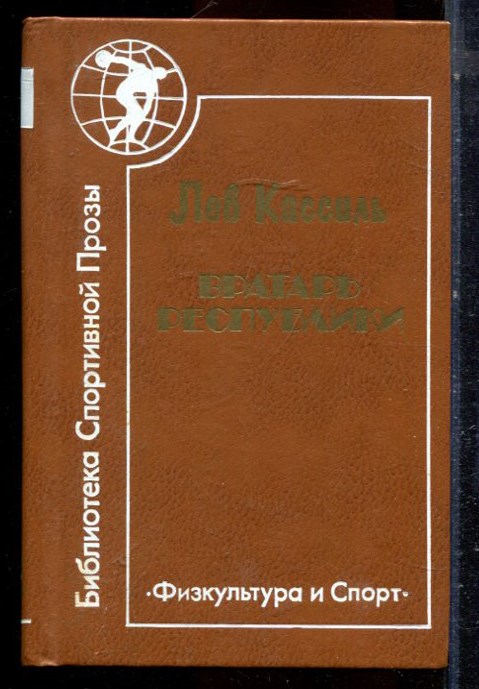 Лев Кассиль
ВРАТАРЬ
РЕСПУБЛИКИ
Библиотека Спортивной Прозы
·Физкультура и Спорт·